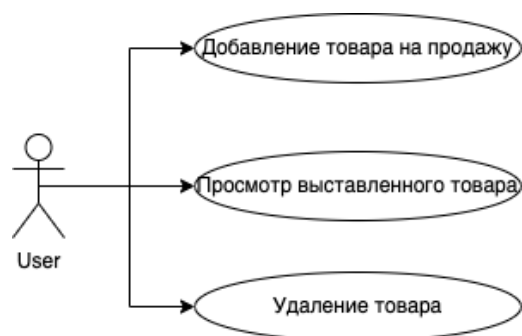 Добавление товара на продажу
Просмотр выставленного товара
User
Удаление товара